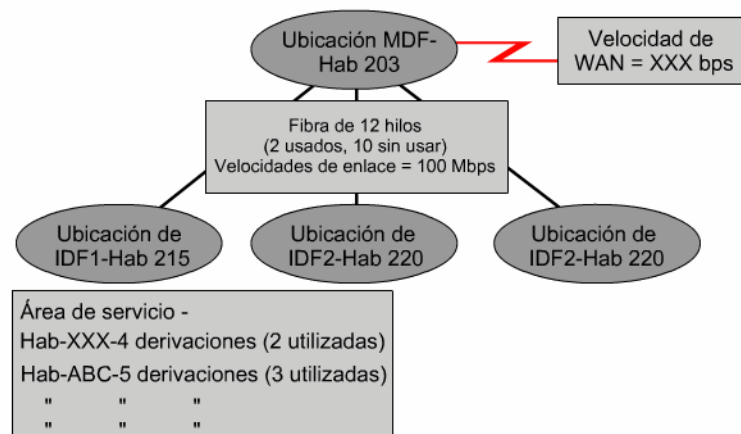 Ubicación MDF-
Hab 203
Velocidad de
WAN = XXX bps
Fibra de 12 hilos
(2 usados, 10 sin usar)
Velocidades de enlace = 100 Mbps
Ubicación de
IDF1-Hab 215
Ubicación de
IDF2-Hab 220
Ubicación de
IDF2-Hab 220
Área de servicio -
Hab-XXX-4 derivaciones (2 utilizadas)
Hab-ABC-5 derivaciones (3 utilizadas)
" " "
" " "